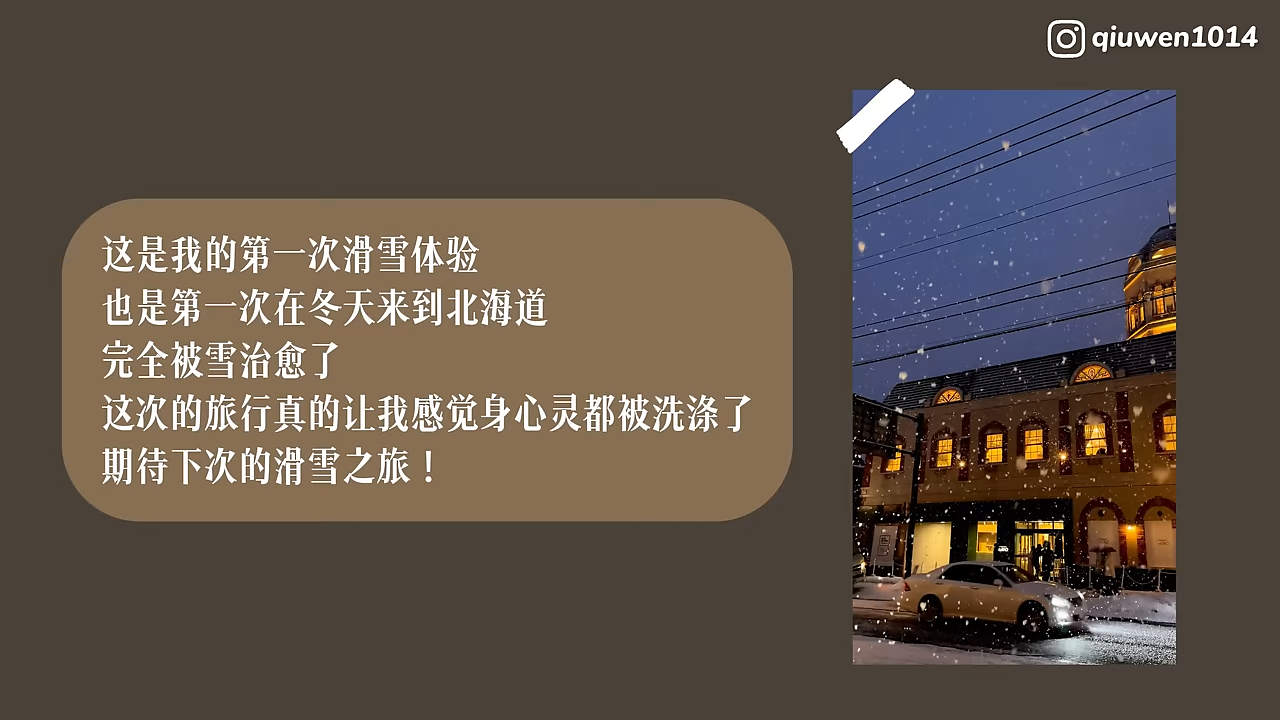 qiuwen1014
这是我的第一次滑雪体验
也是第一次在冬天来到北海道
完全被雪治愈了
这次的旅行真的让我感觉身心灵都被洗涤了
期待下次的滑雪之旅！